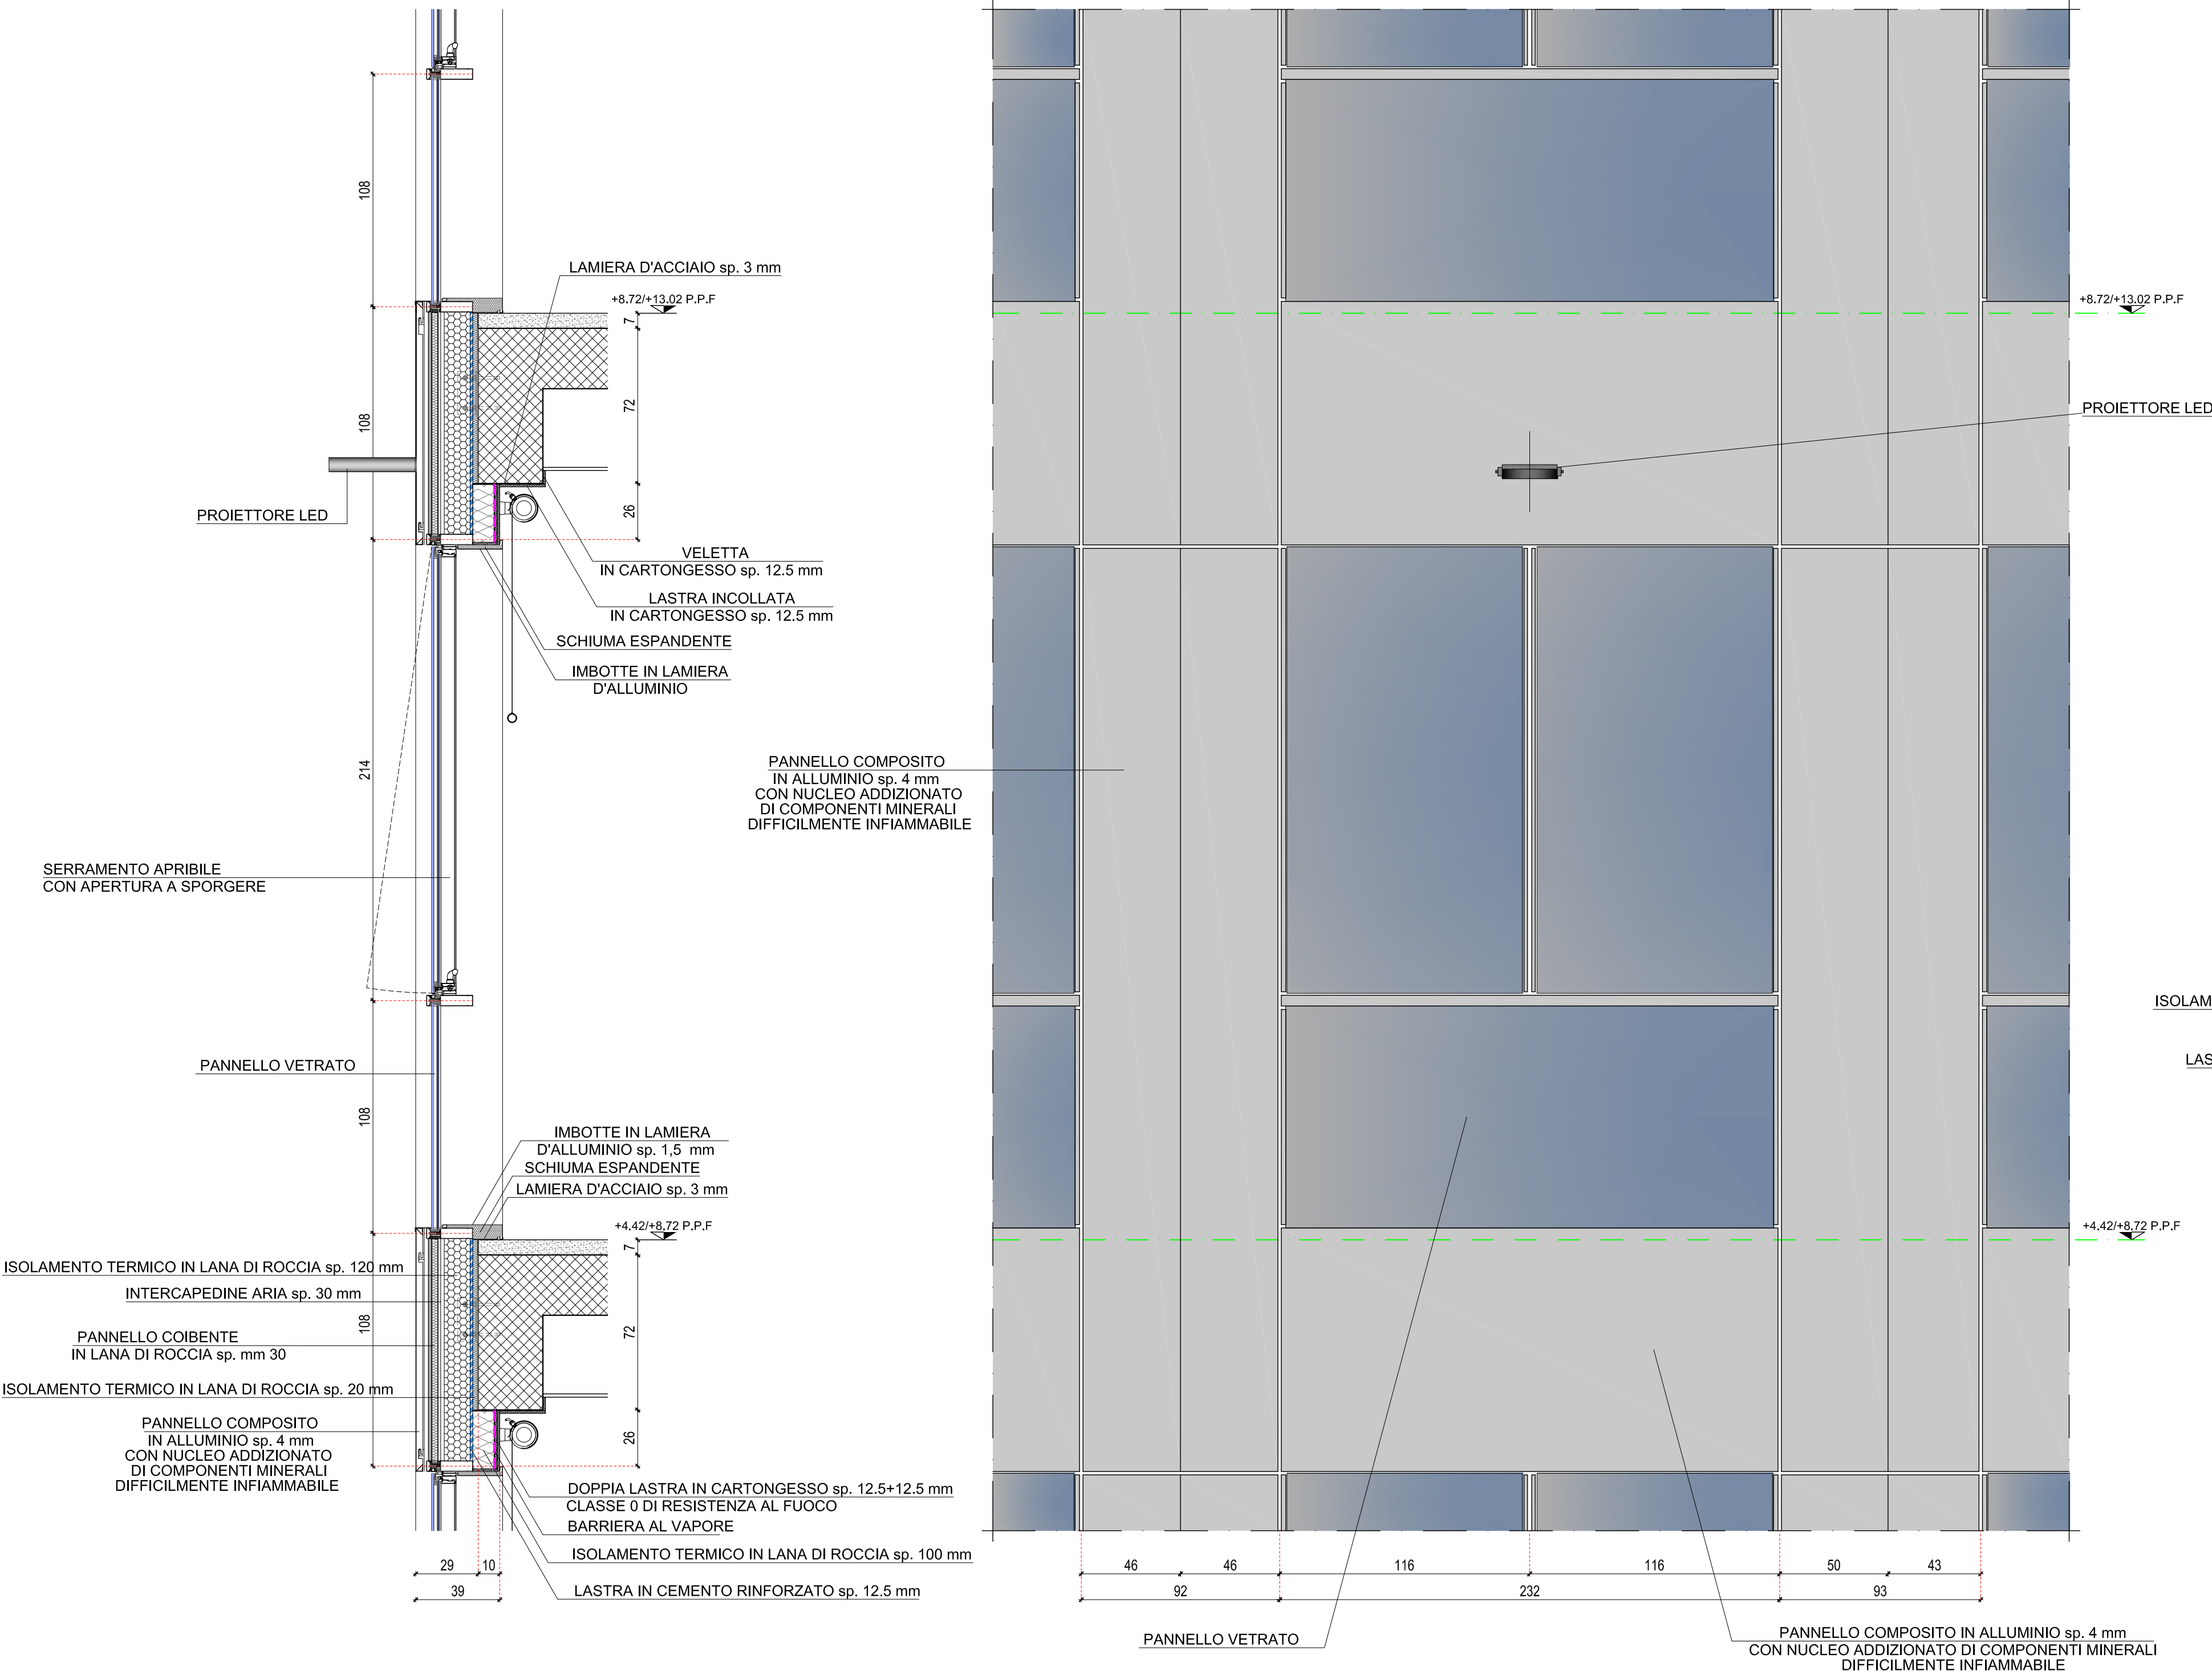 108
LAMIERA D'ACCIAIO sp. 3 mm
+8.72/+13.02 P.P.F
7
108
72
26
PROIETTORE LED
VELETTA
IN CARTONGESSO sp. 12.5 mm
LASTRA INCOLLATA
IN CARTONGESSO sp. 12.5 mm
SCHIUMA ESPANDENTE
IMBOTTE IN LAMIERA
D'ALLUMINIO
214
SERRAMENTO APRIBILE
CON APERTURA A SPORGERE
PANNELLO VETRATO
108
IMBOTTE IN LAMIERA
D'ALLUMINIO sp. 1,5 mm
SCHIUMA ESPANDENTE
LAMIERA D'ACCIAIO sp. 3 mm
+4.42/+8.72 P.P.F
7
ISOLAMENTO TERMICO IN LANA DI ROCCIA sp. 120 mm
INTERCAPEDINE ARIA sp. 30 mm
108
72
PANNELLO COIBENTE
IN LANA DI ROCCIA sp. mm 30
ISOLAMENTO TERMICO IN LANA DI ROCCIA sp. 20 mm
26
PANNELLO COMPOSITO
IN ALLUMINIO sp. 4 mm
CON NUCLEO ADDIZIONATO
DI COMPONENTI MINERALI
DIFFICILMENTE INFIAMMABILE
DOPPIA LASTRA IN CARTONGESSO sp. 12.5+12.5 mm
CLASSE 0 DI RESISTENZA AL FUOCO
BARRIERA AL VAPORE
ISOLAMENTO TERMICO IN LANA DI ROCCIA sp. 100 mm
LASTRA IN CEMENTO RINFORZATO sp. 12.5 mm
29
10
39
+8.72/+13.02 P.P.F
PROIETTORE LED
PANNELLO COMPOSITO
IN ALLUMINIO sp. 4 mm
CON NUCLEO ADDIZIONATO
DI COMPONENTI MINERALI
DIFFICILMENTE INFIAMMABILE
ISOLAM
LAS
+4.42/+8.72 P.P.F
46
46
116
116
50
43
92
232
93
PANNELLO VETRATO
PANNELLO COMPOSITO IN ALLUMINIO sp. 4 mm
CON NUCLEO ADDIZIONATO DI COMPONENTI MINERALI
DIFFICILMENTE INFIAMMABILE